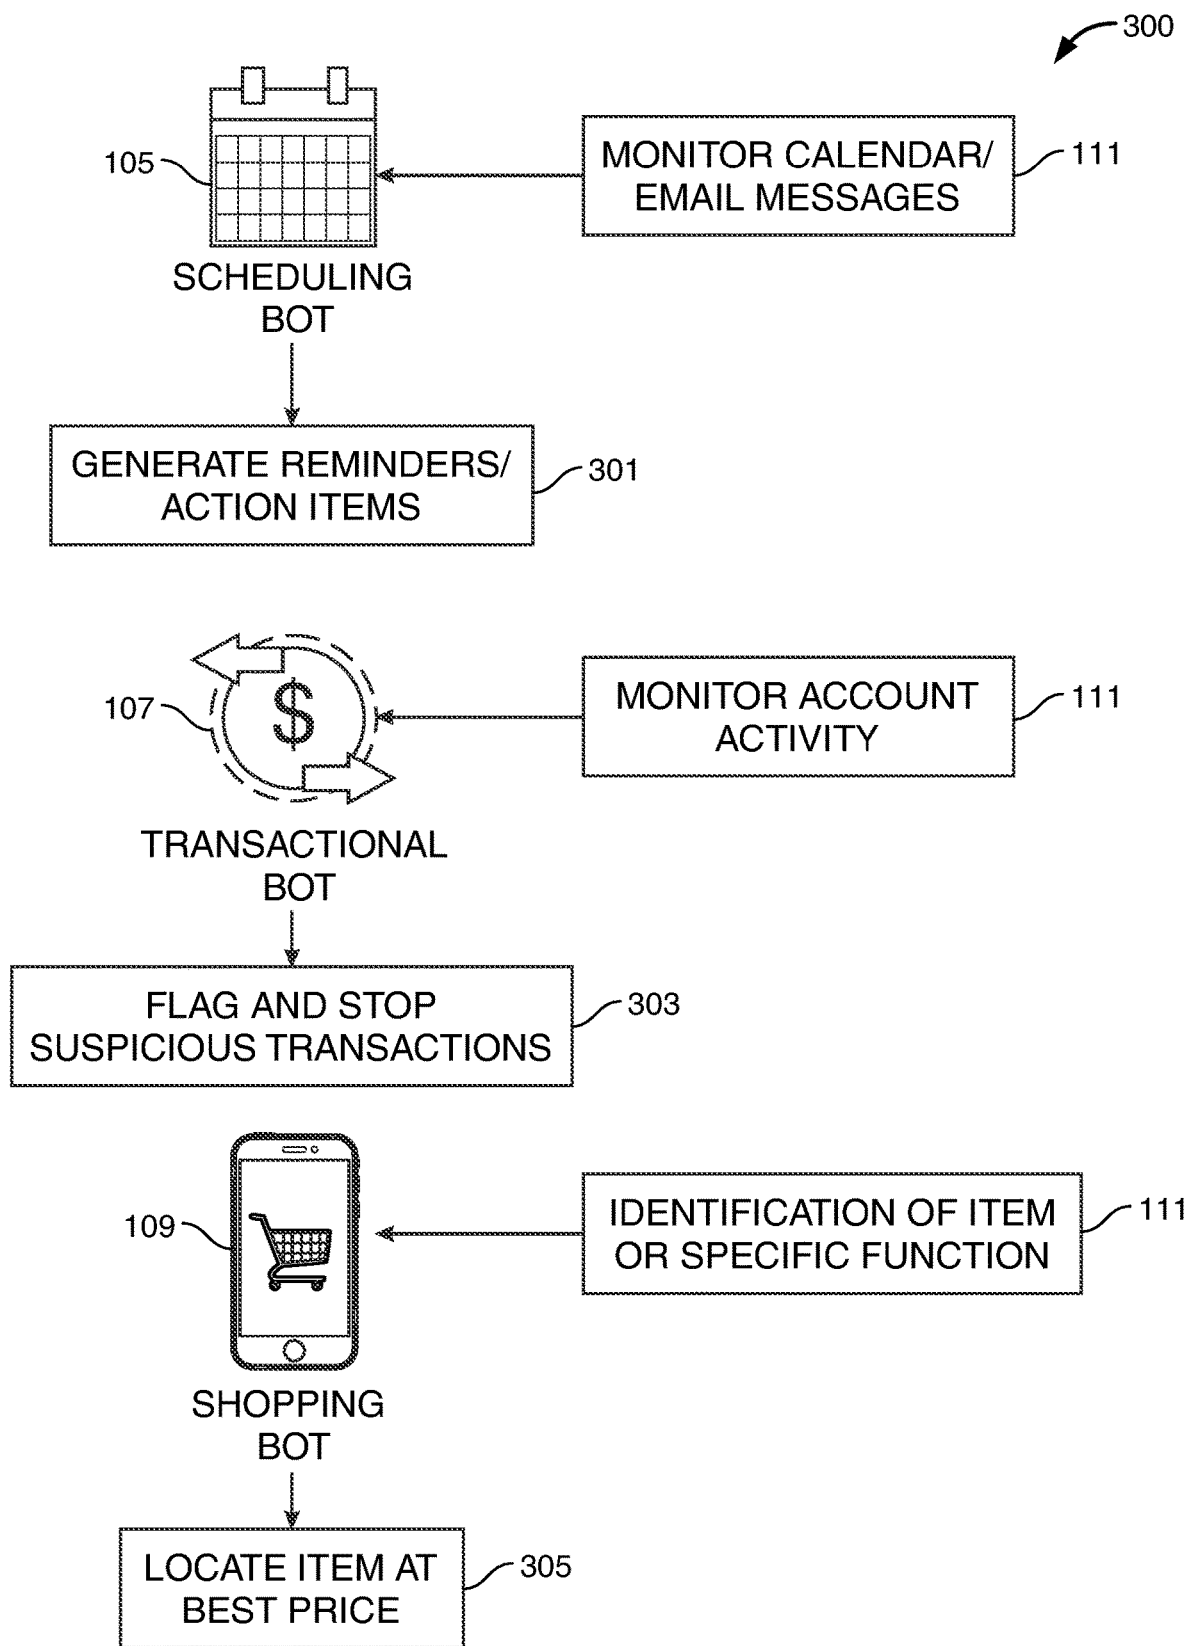 300
105
MONITOR CALENDAR/
EMAIL MESSAGES
111
SCHEDULING
BOT
GENERATE REMINDERS/
ACTION ITEMS
301
107
$
MONITOR ACCOUNT
ACTIVITY
111
TRANSACTIONAL
BOT
FLAG AND STOP
SUSPICIOUS TRANSACTIONS
303
109
IDENTIFICATION OF ITEM
OR SPECIFIC FUNCTION
111
SHOPPING
BOT
LOCATE ITEM AT
BEST PRICE
305